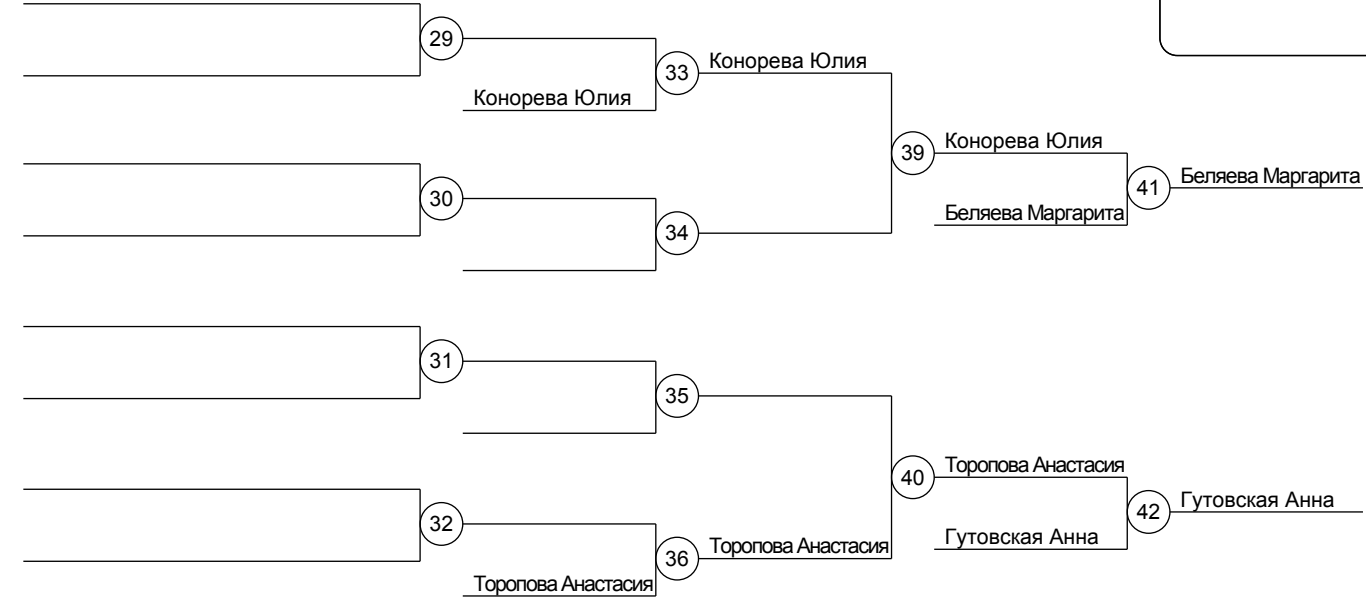 29
33
Конорева Юлия
Конорева Юлия
39
Конорева Юлия
41
Беляева Маргарита
30
34
Беляева Маргарита
31
35
40
Торопова Анастасия
42
Гутовская Анна
32
36
Торопова Анастасия
Гутовская Анна
Торопова Анастасия